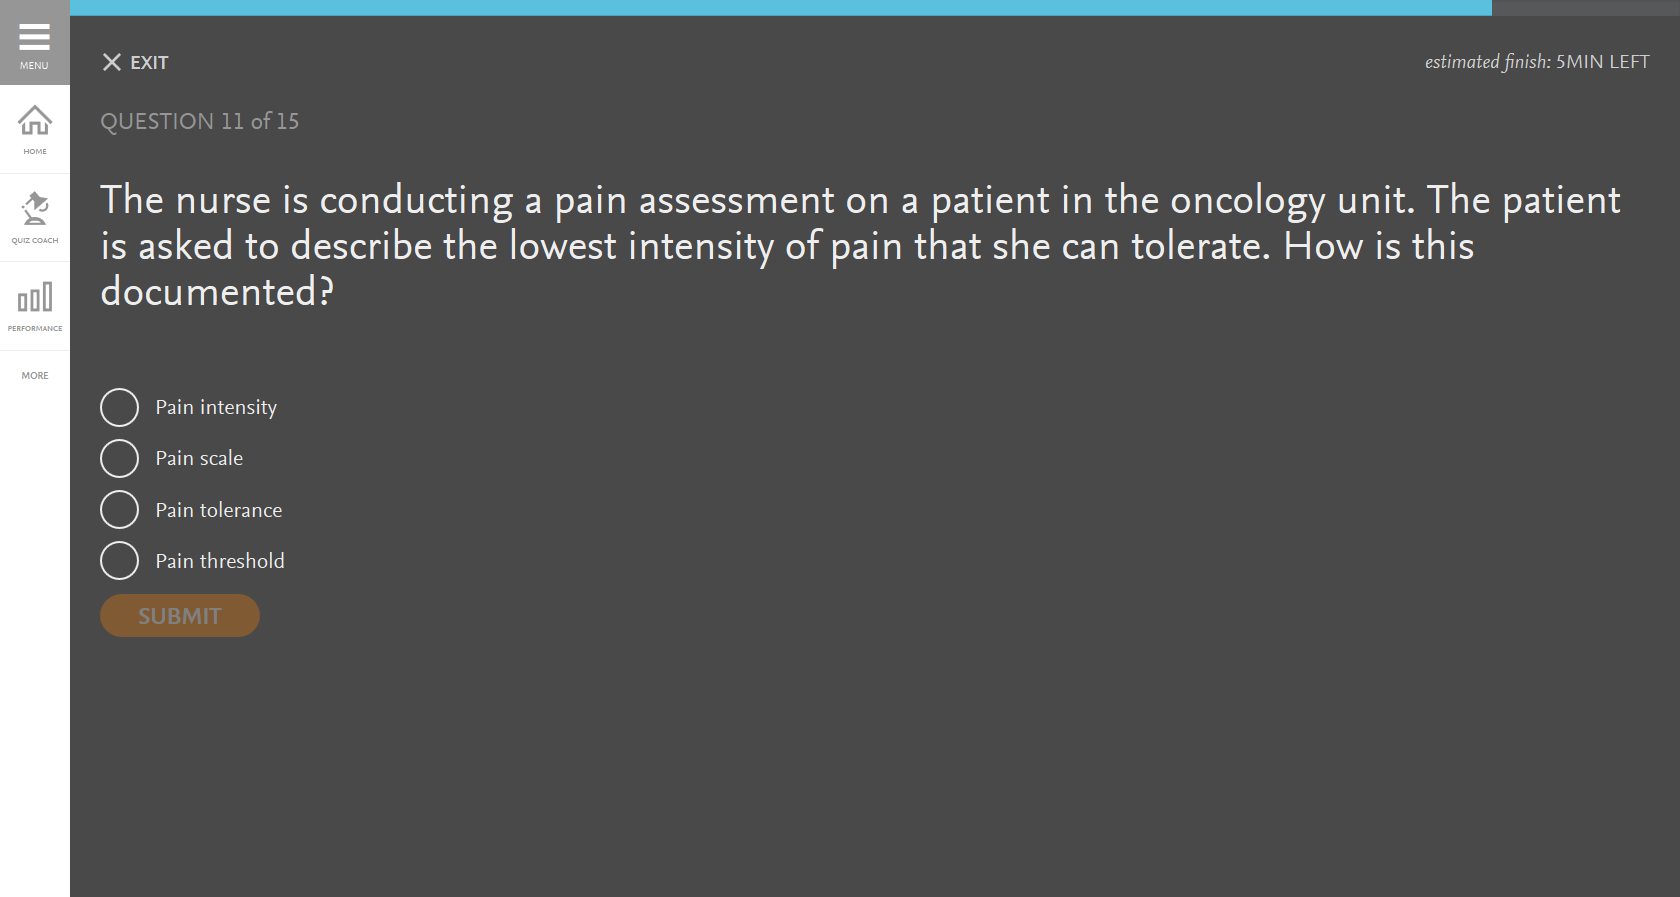 MENU
HOME
QUIZ COACH
PERFORMANCE
MORE
EXIT
estimated finish: 5MIN LEFT
QUESTION 11 of 15
The nurse is conducting a pain assessment on a patient in the oncology unit. The patient
is asked to describe the lowest intensity of pain that she can tolerate. How is this
documented?
Pain intensity
Pain scale
Pain tolerance
Pain threshold
SUBMIT